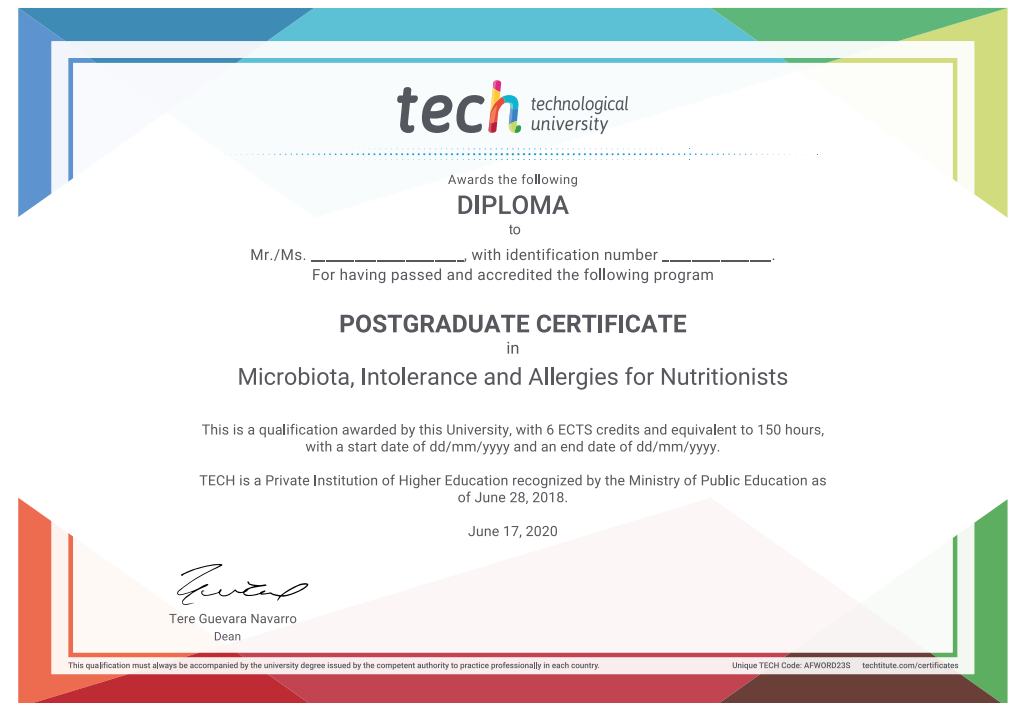 tech technological
university
Awards the following
DIPLOMA
to
Mr./Ms. ____________________, with identification number ______________.
For having passed and accredited the following program
POSTGRADUATE CERTIFICATE
in
Microbiota, Intolerance and Allergies for Nutritionists
This is a qualification awarded by this University, with 6 ECTS credits and equivalent to 150 hours,
with a start date of dd/mm/yyyy and an end date of dd/mm/yyyy.
TECH is a Private Institution of Higher Education recognized by the Ministry of Public Education as
of June 28, 2018.
June 17, 2020
Tere Guevara Navarro
Dean
This qualification must always be accompanied by the university degree issued by the competent authority to practice professionally in each country.
Unique TECH Code: AFWORD23S techtitute.com/certificates